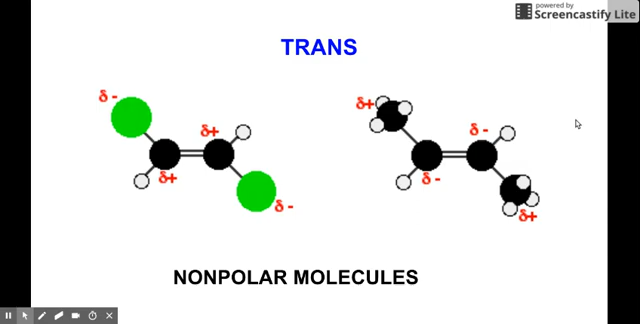 powered by
Screencastify Lite
TRANS
δ -
δ+
δ+
δ -
δ+
δ -
δ -
δ+
NONPOLAR MOLECULES